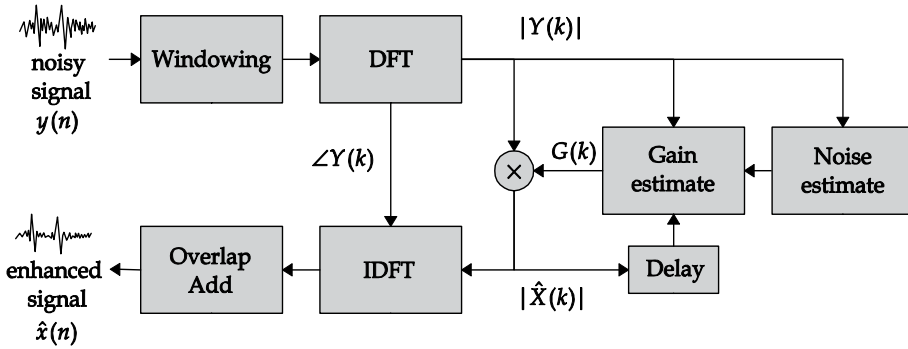 noisy
signal
y(n)
Windowing
DFT
|Y(k)|
∠Y(k)
×
G(k)
Gain
estimate
Noise
estimate
enhanced
signal
x̂(n)
Overlap
Add
IDFT
|X̂(k)|
Delay